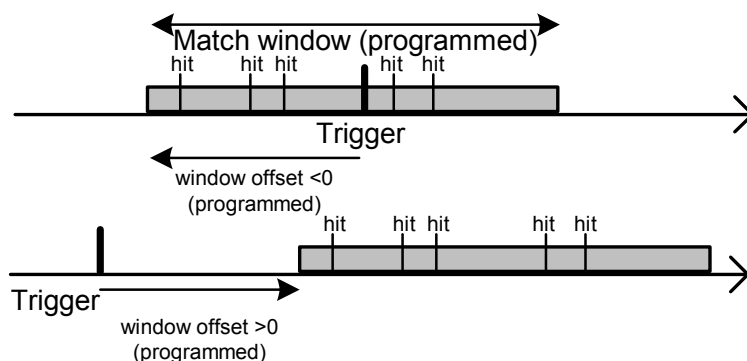 Match window (programmed)
hit hit hit hit hit
Trigger
window offset <0
(programmed)
hit hit hit hit hit
Trigger
window offset >0
(programmed)